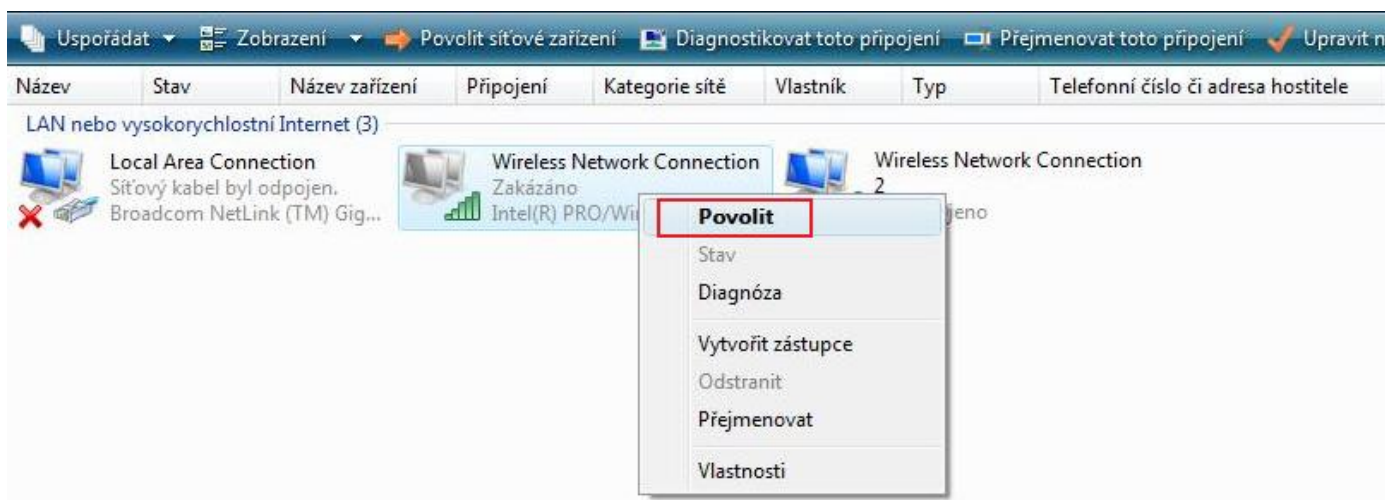 Uspořádat Zobrazení Povolit síťové zařízení Diagnostikovat toto připojení Přejmenovat toto připojení Upravit n
Název Stav Název zařízení Připojení Kategorie sítě Vlastník Typ Telefonní číslo či adresa hostitele
LAN nebo vysokorychlostní Internet (3)
Local Area Connection
Síťový kabel byl odpojen.
Broadcom NetLink (TM) Gig...
Wireless Network Connection
Zakázáno
Intel(R) PRO/Wi
Wireless Network Connection
2
jeno
Povolit
Stav
Diagnóza
Vytvořit zástupce
Odstranit
Přejmenovat
Vlastnosti